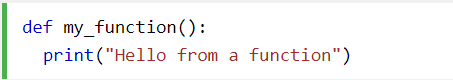 def my_function():
  print("Hello from a function")